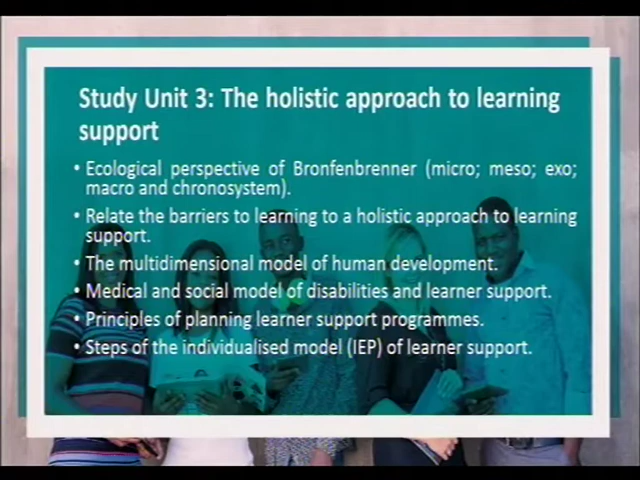 Study Unit 3: The holistic approach to learning
support
• Ecological perspective of Bronfenbrenner (micro; meso; exo;
macro and chronosystem).
• Relate the barriers to learning to a holistic approach to learning
support.
• The multidimensional model of human development.
• Medical and social model of disabilities and learner support.
• Principles of planning learner support programmes.
• Steps of the individualised model (IEP) of learner support.